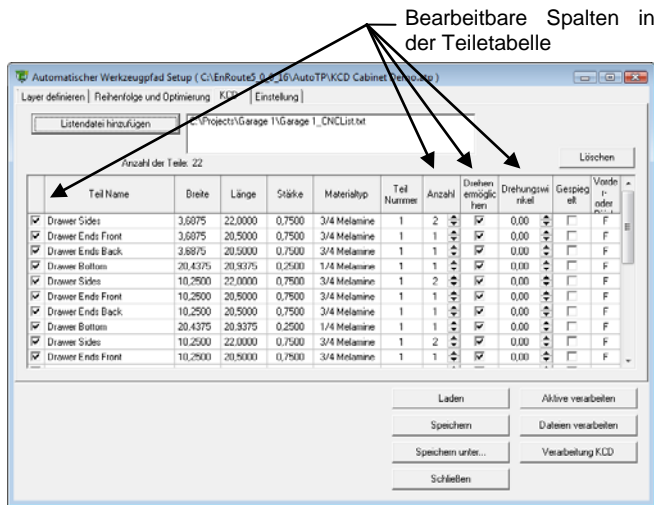 Bearbeitbare Spalten in
der Teiletabelle
Automatischer Werkzeugpfad Setup ( C:\EnRoute5_0_0_16\AutoTP\KCD Cabinet Demo.atp )
Layer definieren Reihenfolge und Optimierung KCD Einstellung
Listendatei hinzufügen C:\Projects\Garage 1\Garage 1_CNCList.txt
Anzahl der Teile: 22 Löschen
Teil Name Breite Länge Stärke Materialtyp Teil Nummer Anzahl Drehen ermöglichen Drehungswinkel Gespiegelt Vorder- oder
Drawer Sides 3,6875 22,0000 0,7500 3/4 Melamine 1 2 0,00 F
Drawer Ends Front 3,6875 20,5000 0,7500 3/4 Melamine 1 1 0,00 F
Drawer Ends Back 3,6875 20,5000 0,7500 3/4 Melamine 1 1 0,00 F
Drawer Bottom 20,4375 20,9375 0,2500 1/4 Melamine 1 1 0,00 F
Drawer Sides 10,2500 22,0000 0,7500 3/4 Melamine 1 2 0,00 F
Drawer Ends Front 10,2500 20,5000 0,7500 3/4 Melamine 1 1 0,00 F
Drawer Ends Back 10,2500 20,5000 0,7500 3/4 Melamine 1 1 0,00 F
Drawer Bottom 20,4375 20,9375 0,2500 1/4 Melamine 1 1 0,00 F
Drawer Sides 10,2500 22,0000 0,7500 3/4 Melamine 1 2 0,00 F
Drawer Ends Front 10,2500 20,5000 0,7500 3/4 Melamine 1 1 0,00 F
Laden Aktive verarbeiten
Speichern Dateien verarbeiten
Speichern unter... Verarbeitung KCD
Schließen